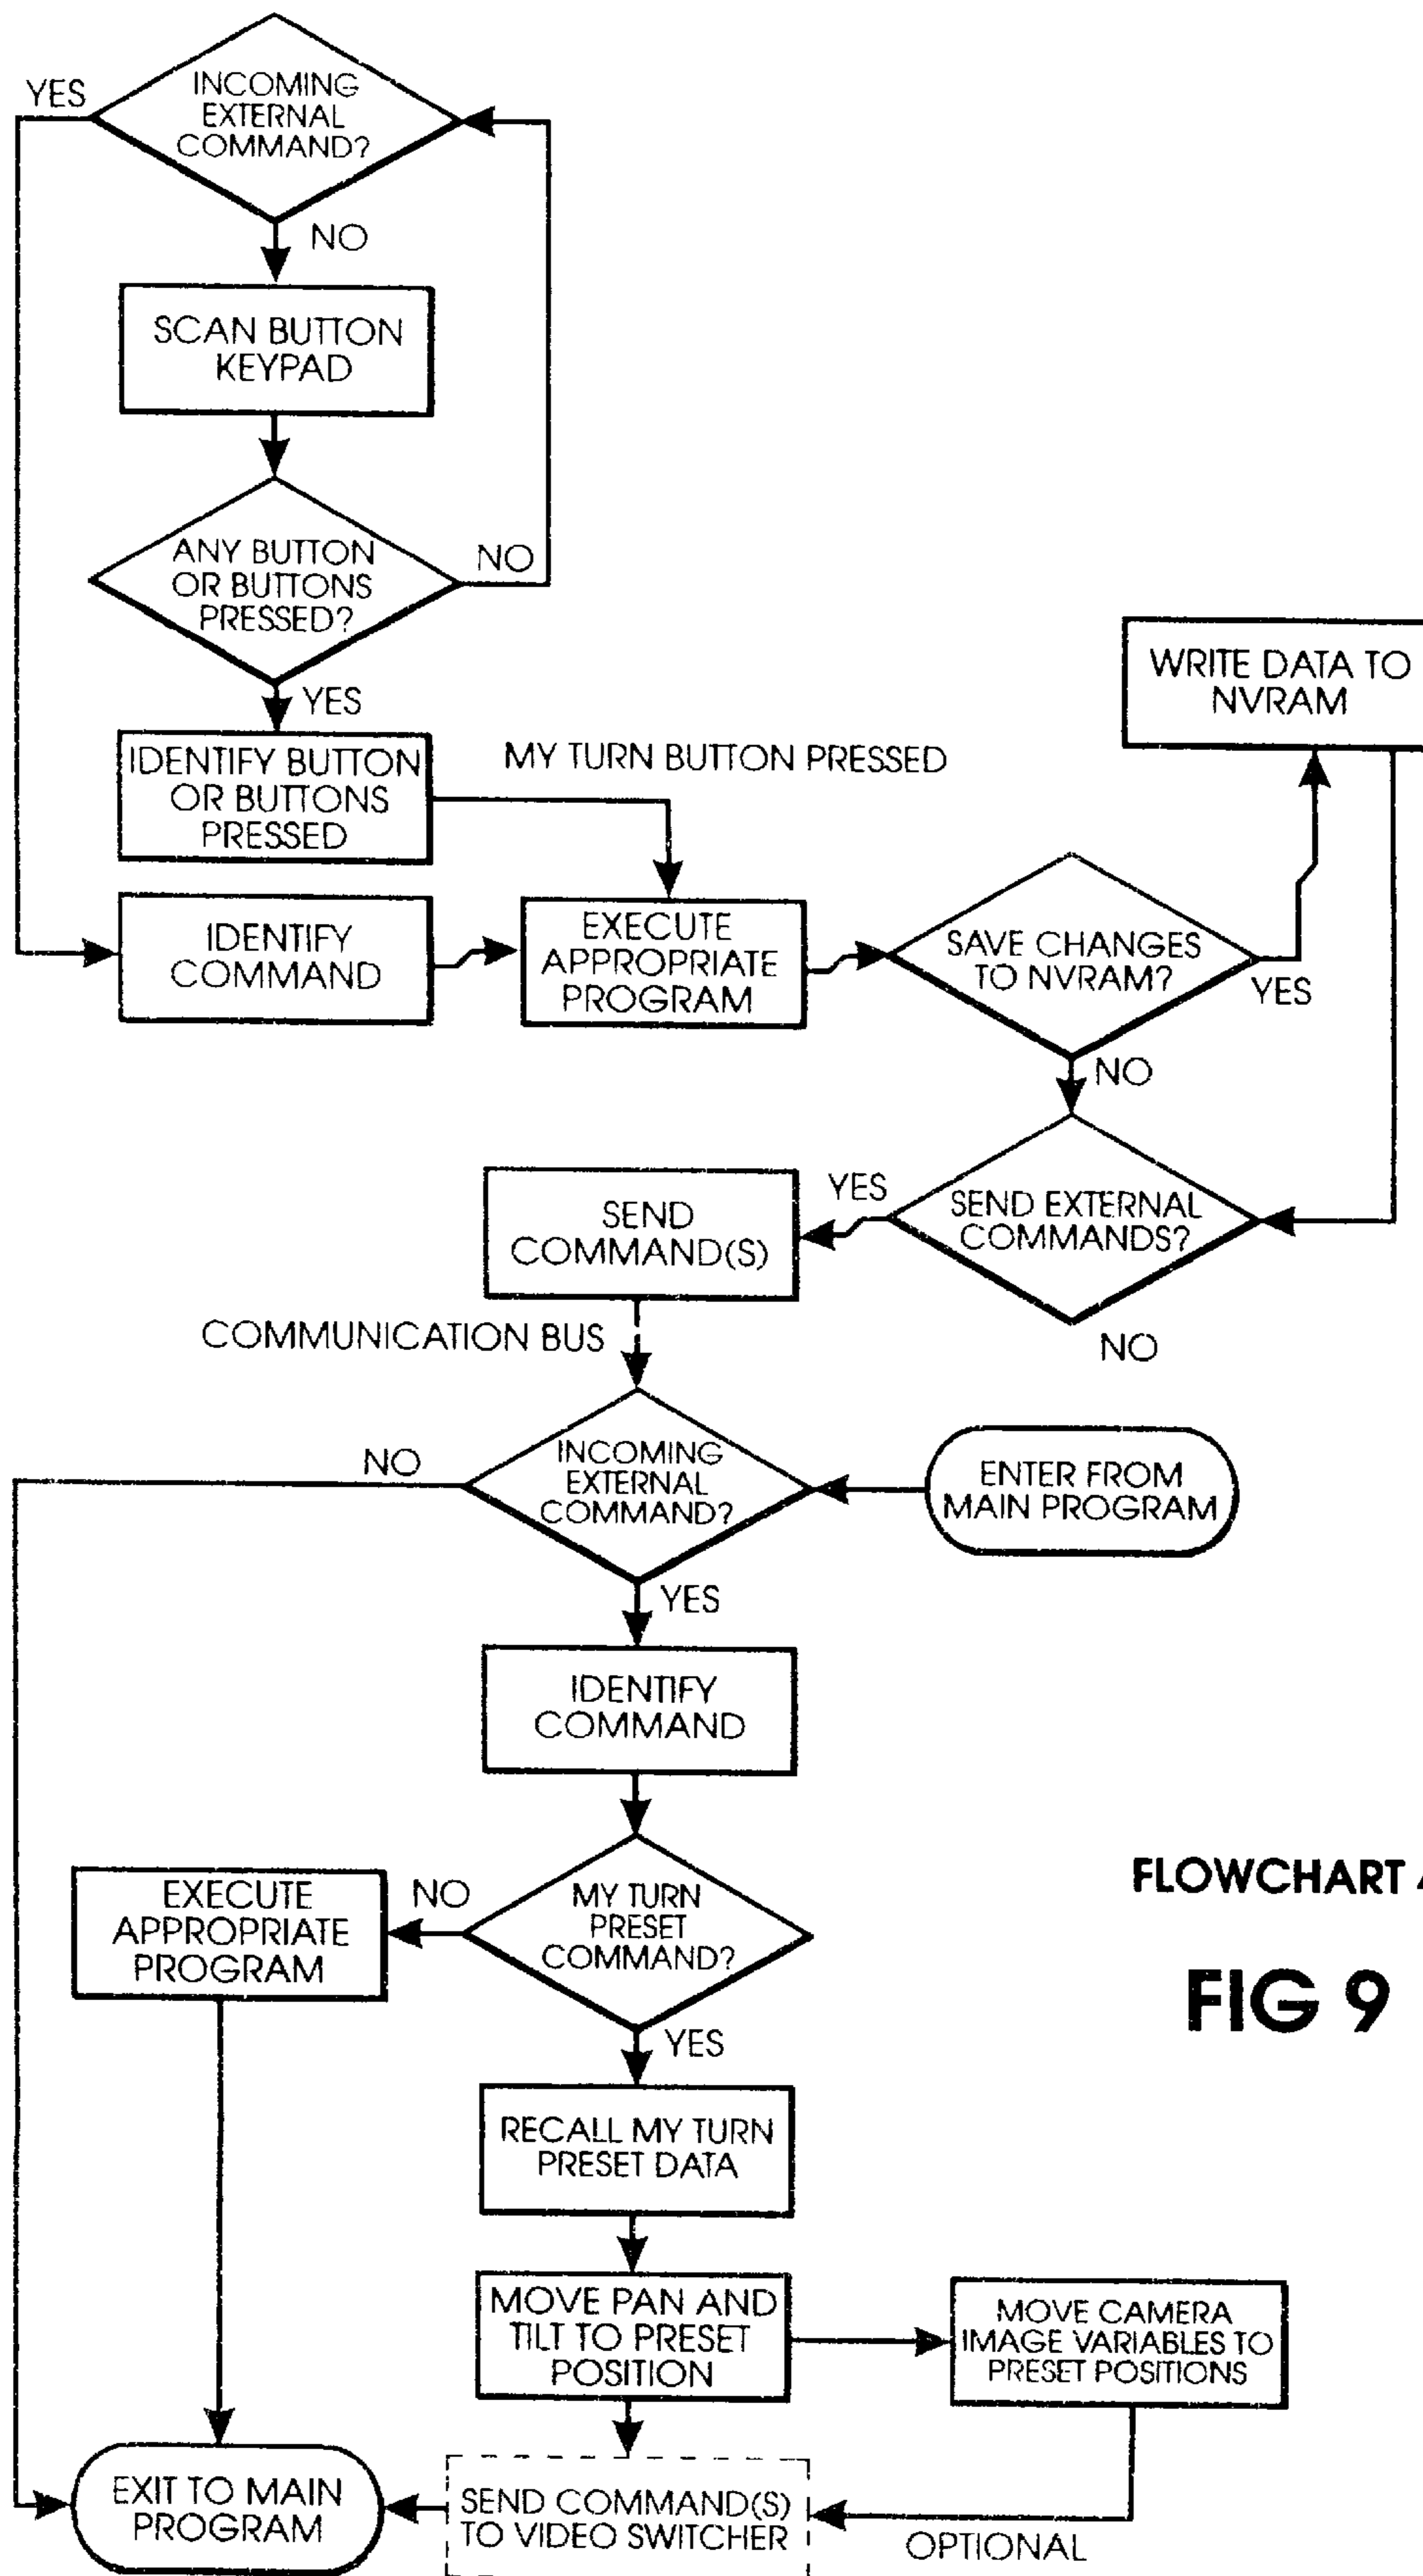 INCOMING
EXTERNAL
COMMAND?
YES
NO
SCAN BUTTON
KEYPAD
ANY BUTTON
OR BUTTONS
PRESSED?
NO
YES
IDENTIFY BUTTON
OR BUTTONS
PRESSED
MY TURN BUTTON PRESSED
WRITE DATA TO
NVRAM
IDENTIFY
COMMAND
EXECUTE
APPROPRIATE
PROGRAM
SAVE CHANGES
TO NVRAM?
YES
NO
SEND EXTERNAL
COMMANDS?
YES
NO
SEND
COMMAND(S)
COMMUNICATION BUS
INCOMING
EXTERNAL
COMMAND?
NO
ENTER FROM
MAIN PROGRAM
YES
IDENTIFY
COMMAND
MY TURN
PRESET
COMMAND?
NO
EXECUTE
APPROPRIATE
PROGRAM
YES
FLOWCHART 4
FIG 9
RECALL MY TURN
PRESET DATA
MOVE PAN AND
TILT TO PRESET
POSITION
MOVE CAMERA
IMAGE VARIABLES TO
PRESET POSITIONS
SEND COMMAND(S)
TO VIDEO SWITCHER
OPTIONAL
EXIT TO MAIN
PROGRAM